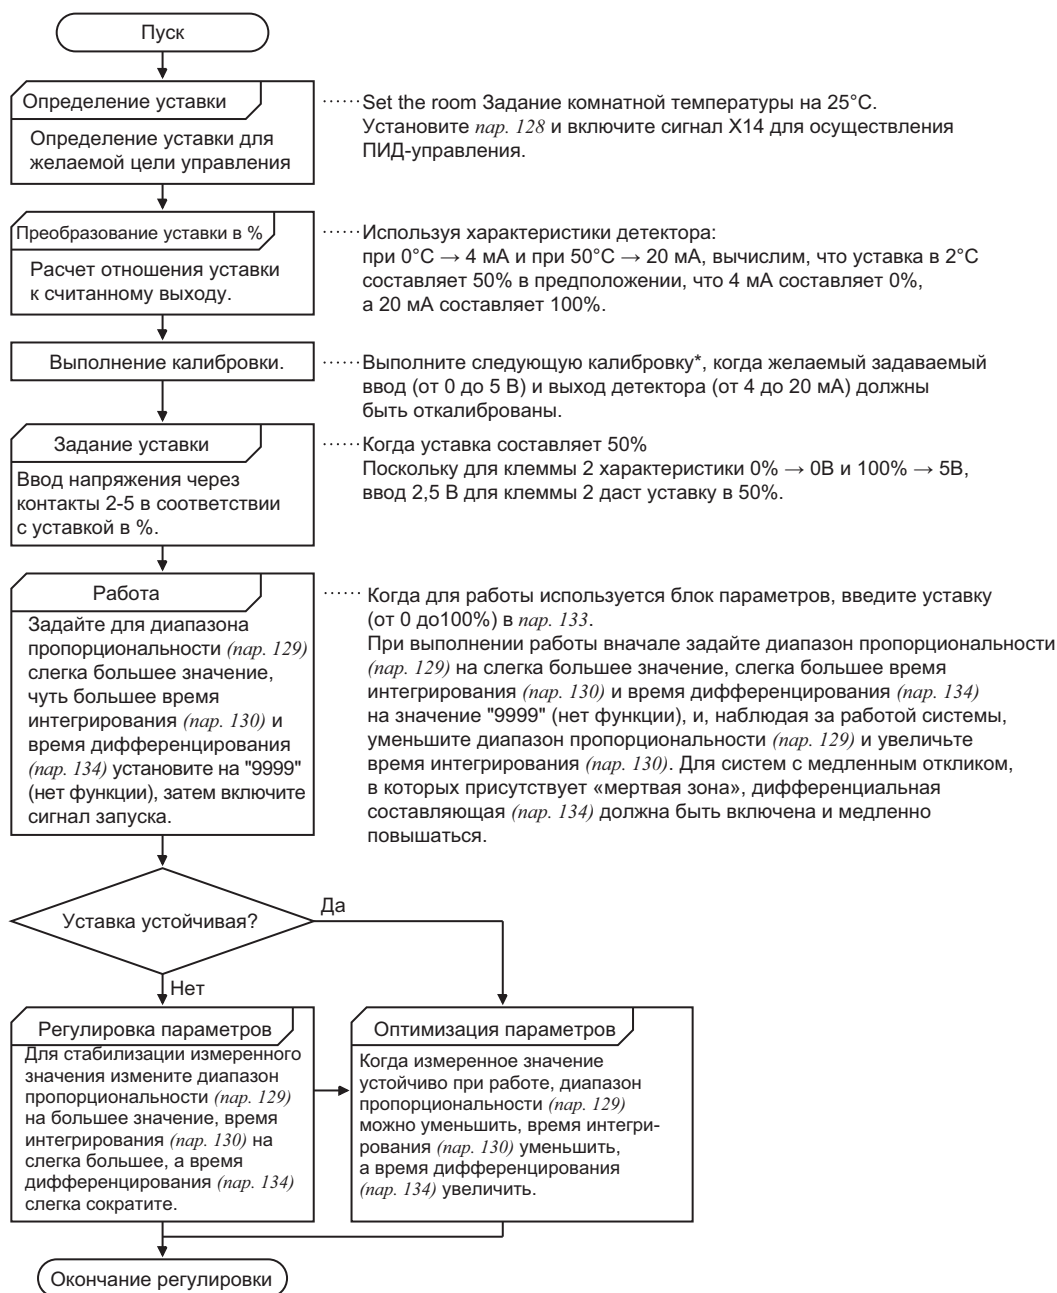 Пуск
Определение уставки
Определение уставки для
желаемой цели управления
Set the room Задание комнатной температуры на 25°C.
Установите пар. 128 и включите сигнал X14 для осуществления
ПИД-управления.
Преобразование уставки в %
Расчет отношения уставки
к считанному выходу.
Используя характеристики детектора:
при 0°C → 4 мА и при 50°C → 20 мА, вычислим, что уставка в 2°C
составляет 50% в предположении, что 4 мА составляет 0%,
а 20 мА составляет 100%.
Выполнение калибровки.
Выполните следующую калибровку*, когда желаемый задаваемый
ввод (от 0 до 5 В) и выход детектора (от 4 до 20 мА) должны
быть откалиброваны.
Задание уставки
Ввод напряжения через
контакты 2-5 в соответствии
с уставкой в %.
Когда уставка составляет 50%
Поскольку для клеммы 2 характеристики 0% → 0В и 100% → 5В,
ввод 2,5 В для клеммы 2 даст уставку в 50%.
Работа
Задайте для диапазона
пропорциональности (пар. 129)
слегка большее значение,
чуть большее время
интегрирования (пар. 130) и
время дифференцирования
(пар. 134) установите на "9999"
(нет функции), затем включите
сигнал запуска.
Когда для работы используется блок параметров, введите уставку
(от 0 до100%) в пар. 133.
При выполнении работы вначале задайте диапазон пропорциональности
(пар. 129) на слегка большее значение, слегка большее время
интегрирования (пар. 130) и время дифференцирования (пар. 134)
на значение "9999" (нет функции), и, наблюдая за работой системы,
уменьшите диапазон пропорциональности (пар. 129) и увеличьте
время интегрирования (пар. 130). Для систем с медленным откликом,
в которых присутствует «мертвая зона», дифференциальная
составляющая (пар. 134) должна быть включена и медленно
повышаться.
Уставка устойчивая?
Да
Нет
Регулировка параметров
Для стабилизации измеренного
значения измените диапазон
пропорциональности (пар. 129)
на большее значение, время
интегрирования (пар. 130) на
слегка большее, а время
дифференцирования (пар. 134)
слегка сократите.
Оптимизация параметров
Когда измеренное значение
устойчиво при работе, диапазон
пропорциональности (пар. 129)
можно уменьшить, время интегри-
рования (пар. 130) уменьшить,
а время дифференцирования
(пар. 134) увеличить.
Окончание регулировки